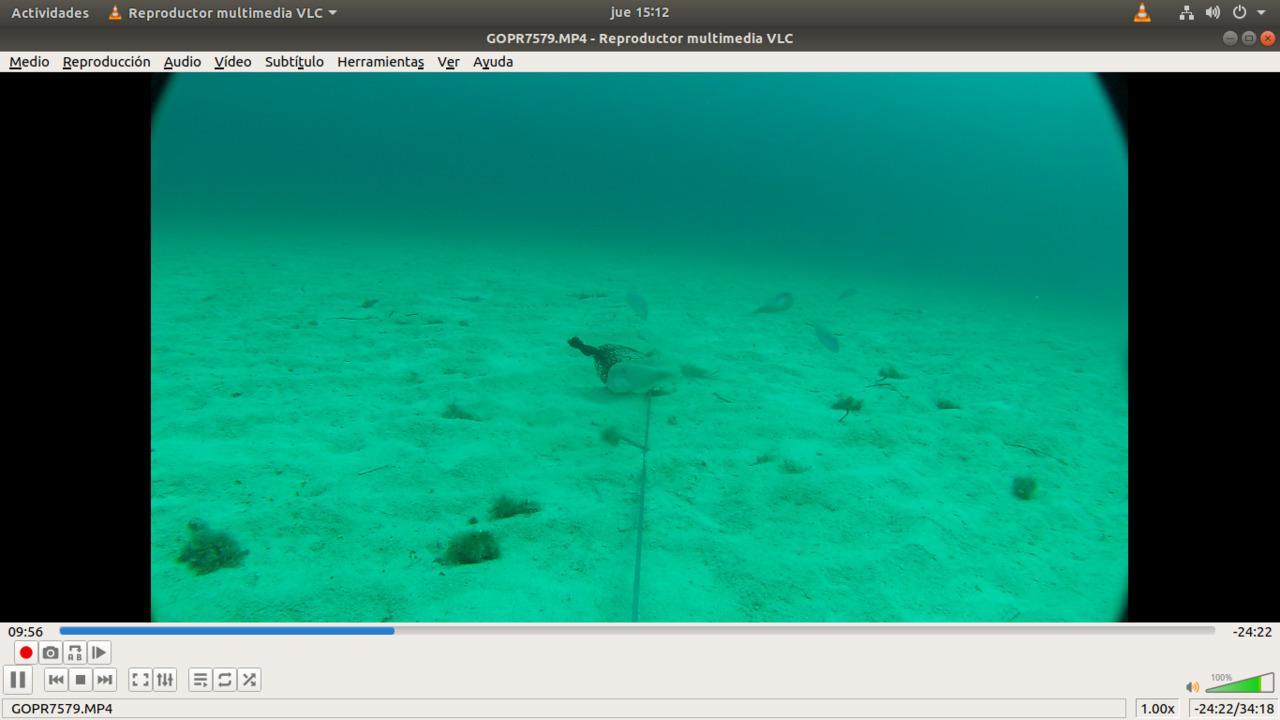 Actividades Reproductor multimedia VLC jue 15:12
GOPR7579.MP4 - Reproductor multimedia VLC
Medio Reproducción Audio Vídeo Subtítulo Herramientas Ver Ayuda
09:56 -24:22
A B
100%
GOPR7579.MP4 1.00x -24:22/34:18